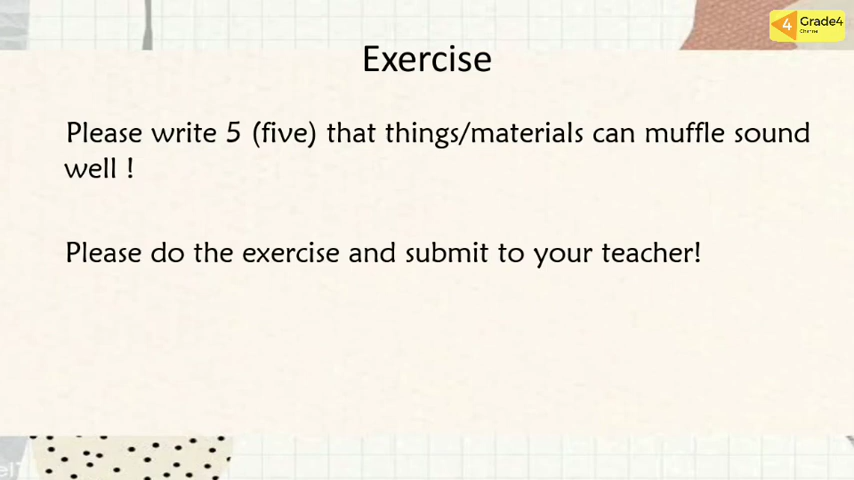 4 Grade4
Exercise
Please write 5 (five) that things/materials can muffle sound
well !
Please do the exercise and submit to your teacher!